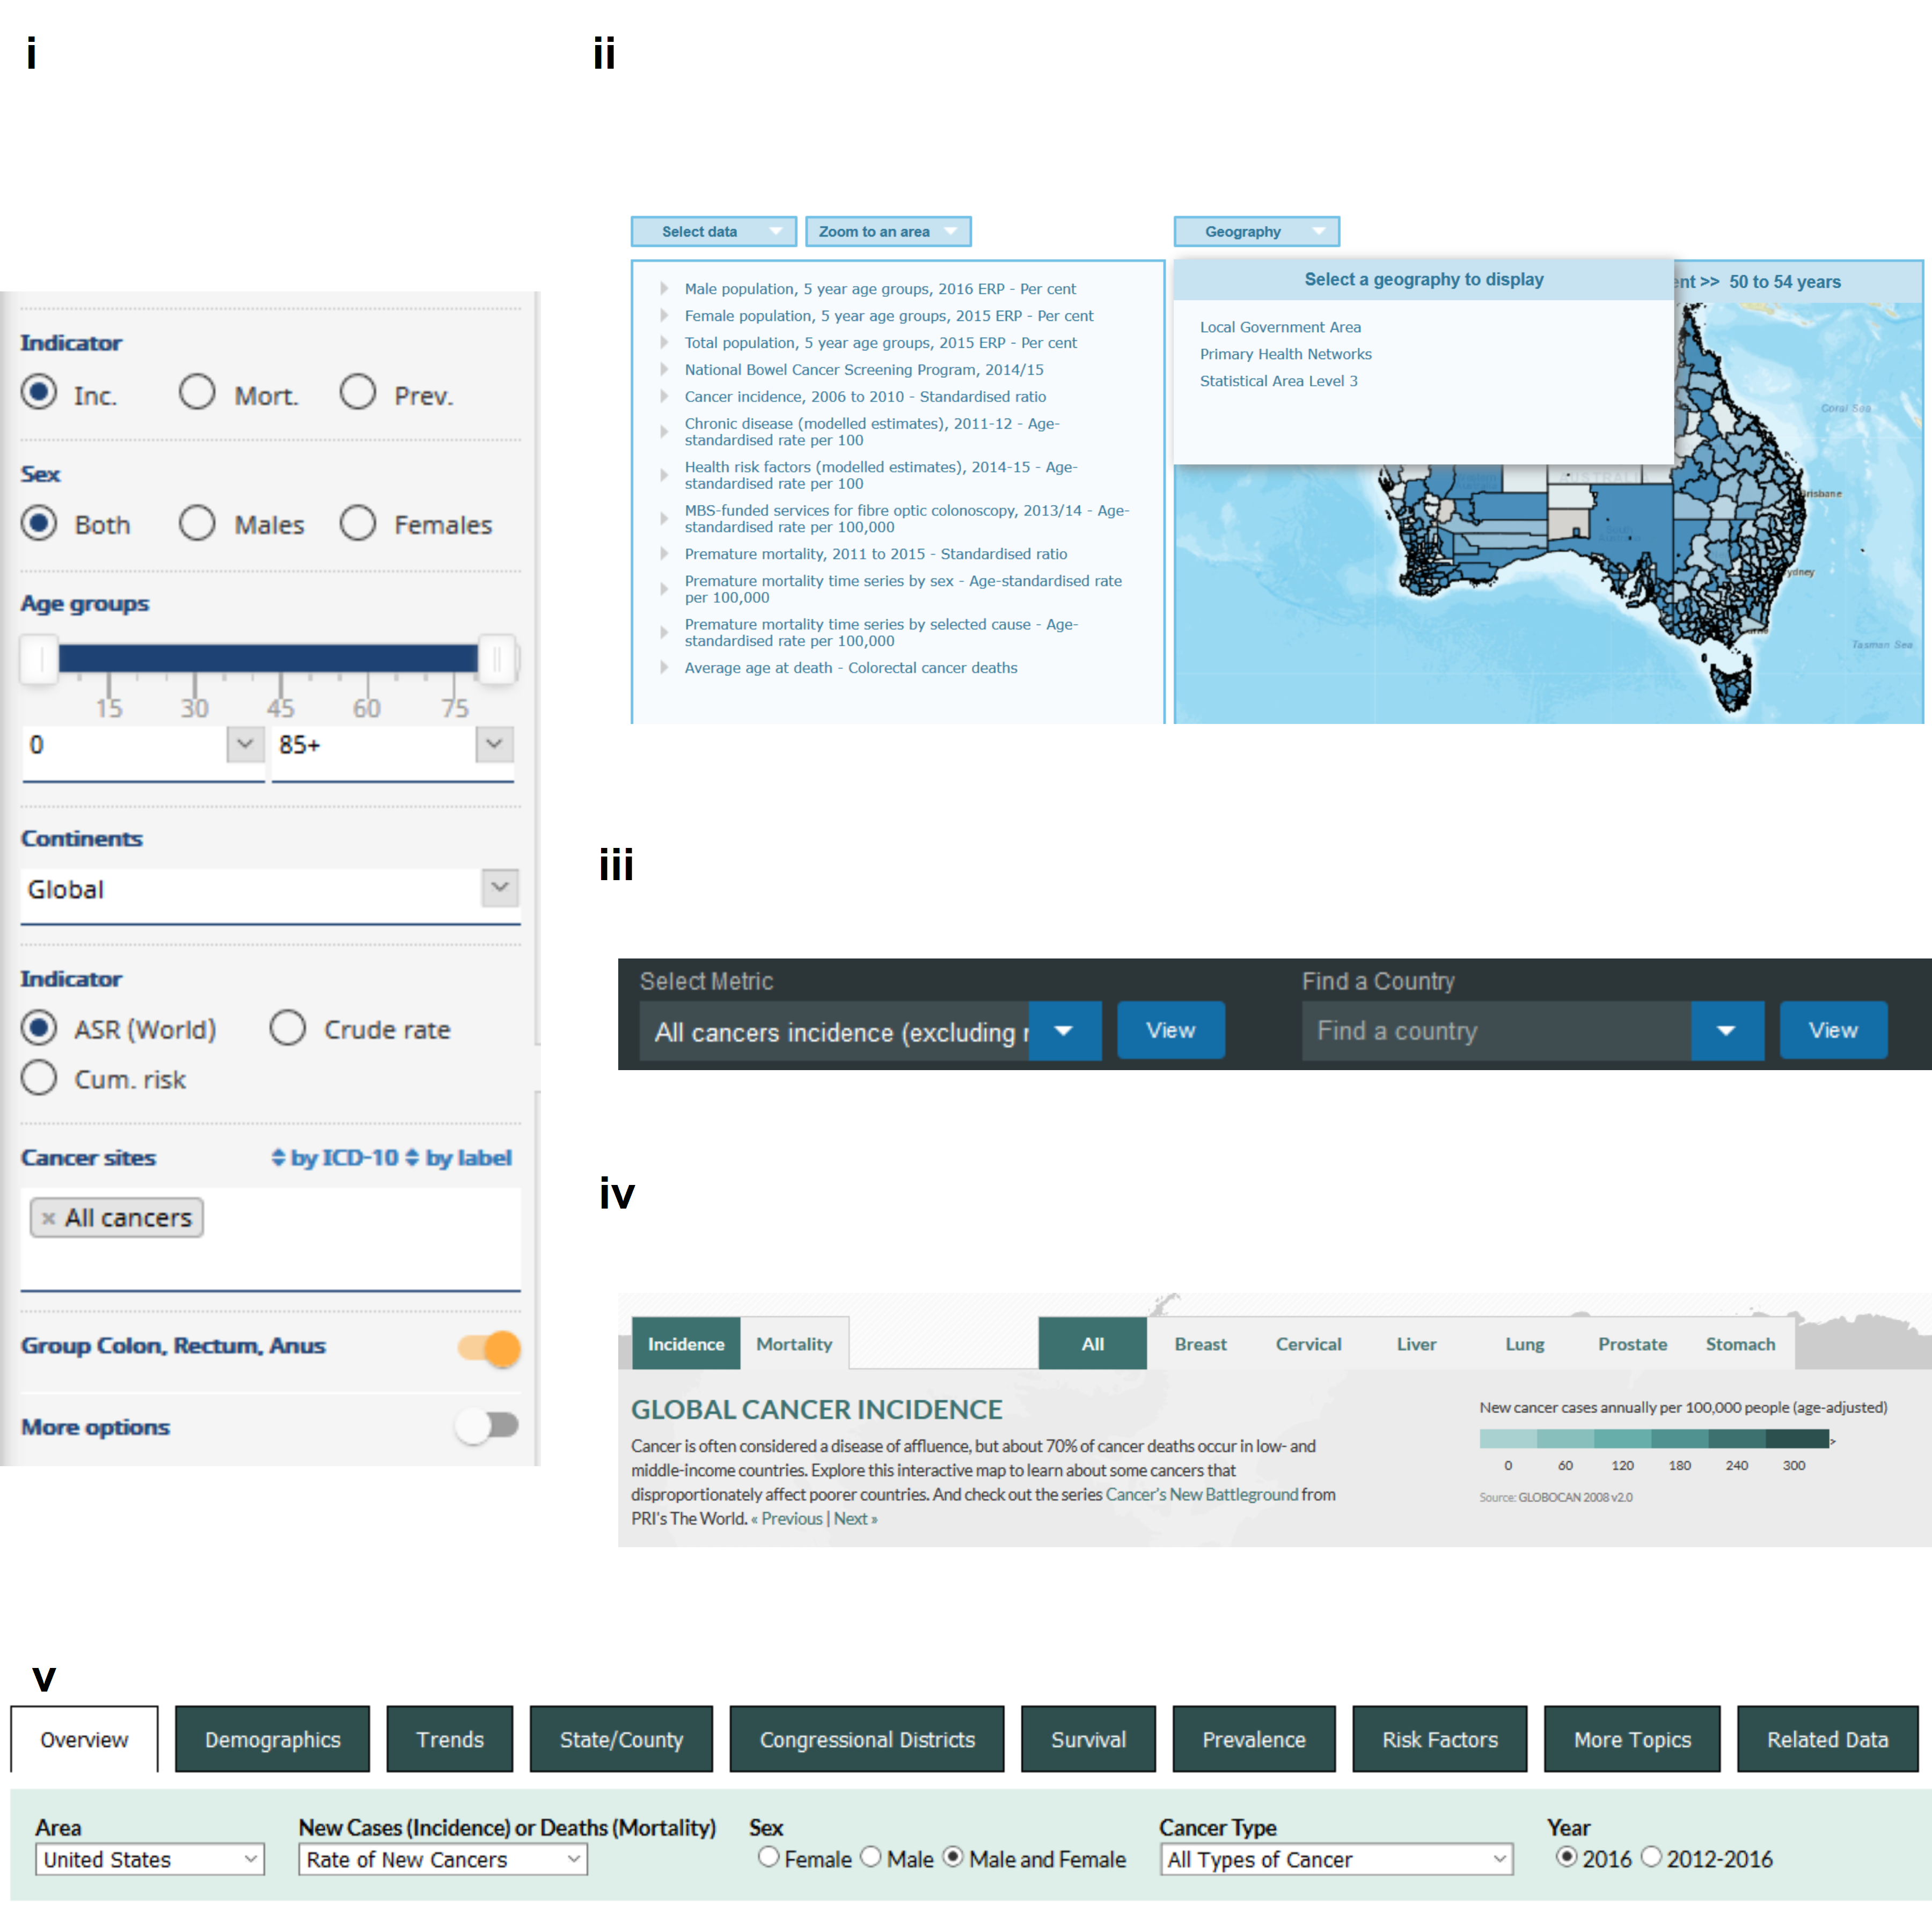 i
Indicator
Inc. Mort. Prev.
Sex
Both Males Females
Age groups
15 30 45 60 75
0 85+
Continents
Global
Indicator
ASR (World) Crude rate
Cum. risk
Cancer sites by ICD-10 by label
× All cancers
Group Colon, Rectum, Anus
More options
ii
Select data Zoom to an area Geography
Male population, 5 year age groups, 2016 ERP - Per cent
Female population, 5 year age groups, 2015 ERP - Per cent
Total population, 5 year age groups, 2015 ERP - Per cent
National Bowel Cancer Screening Program, 2014/15
Cancer incidence, 2006 to 2010 - Standardised ratio
Chronic disease (modelled estimates), 2011-12 - Age-
standardised rate per 100
Health risk factors (modelled estimates), 2014-15 - Age-
standardised rate per 100
MBS-funded services for fibre optic colonoscopy, 2013/14 - Age-
standardised rate per 100,000
Premature mortality, 2011 to 2015 - Standardised ratio
Premature mortality time series by sex - Age-standardised rate
per 100,000
Premature mortality time series by selected cause - Age-
standardised rate per 100,000
Average age at death - Colorectal cancer deaths
Select a geography to display
ent >> 50 to 54 years
Local Government Area
Primary Health Networks
Statistical Area Level 3
Coral Sea
AUSTRALIA
risbane
South
Australia
ydney
Tasman Sea
iii
Select Metric Find a Country
All cancers incidence (excluding r View Find a country View
iv
Incidence Mortality All Breast Cervical Liver Lung Prostate Stomach
GLOBAL CANCER INCIDENCE
Cancer is often considered a disease of affluence, but about 70% of cancer deaths occur in low- and
middle-income countries. Explore this interactive map to learn about some cancers that
disproportionately affect poorer countries. And check out the series Cancer's New Battleground from
PRI's The World. « Previous | Next »
New cancer cases annually per 100,000 people (age-adjusted)
>
0 60 120 180 240 300
Source: GLOBOCAN 2008 v2.0
v
Overview Demographics Trends State/County Congressional Districts Survival Prevalence Risk Factors More Topics Related Data
Area New Cases (Incidence) or Deaths (Mortality) Sex Cancer Type Year
United States Rate of New Cancers Female Male Male and Female All Types of Cancer 2016 2012-2016